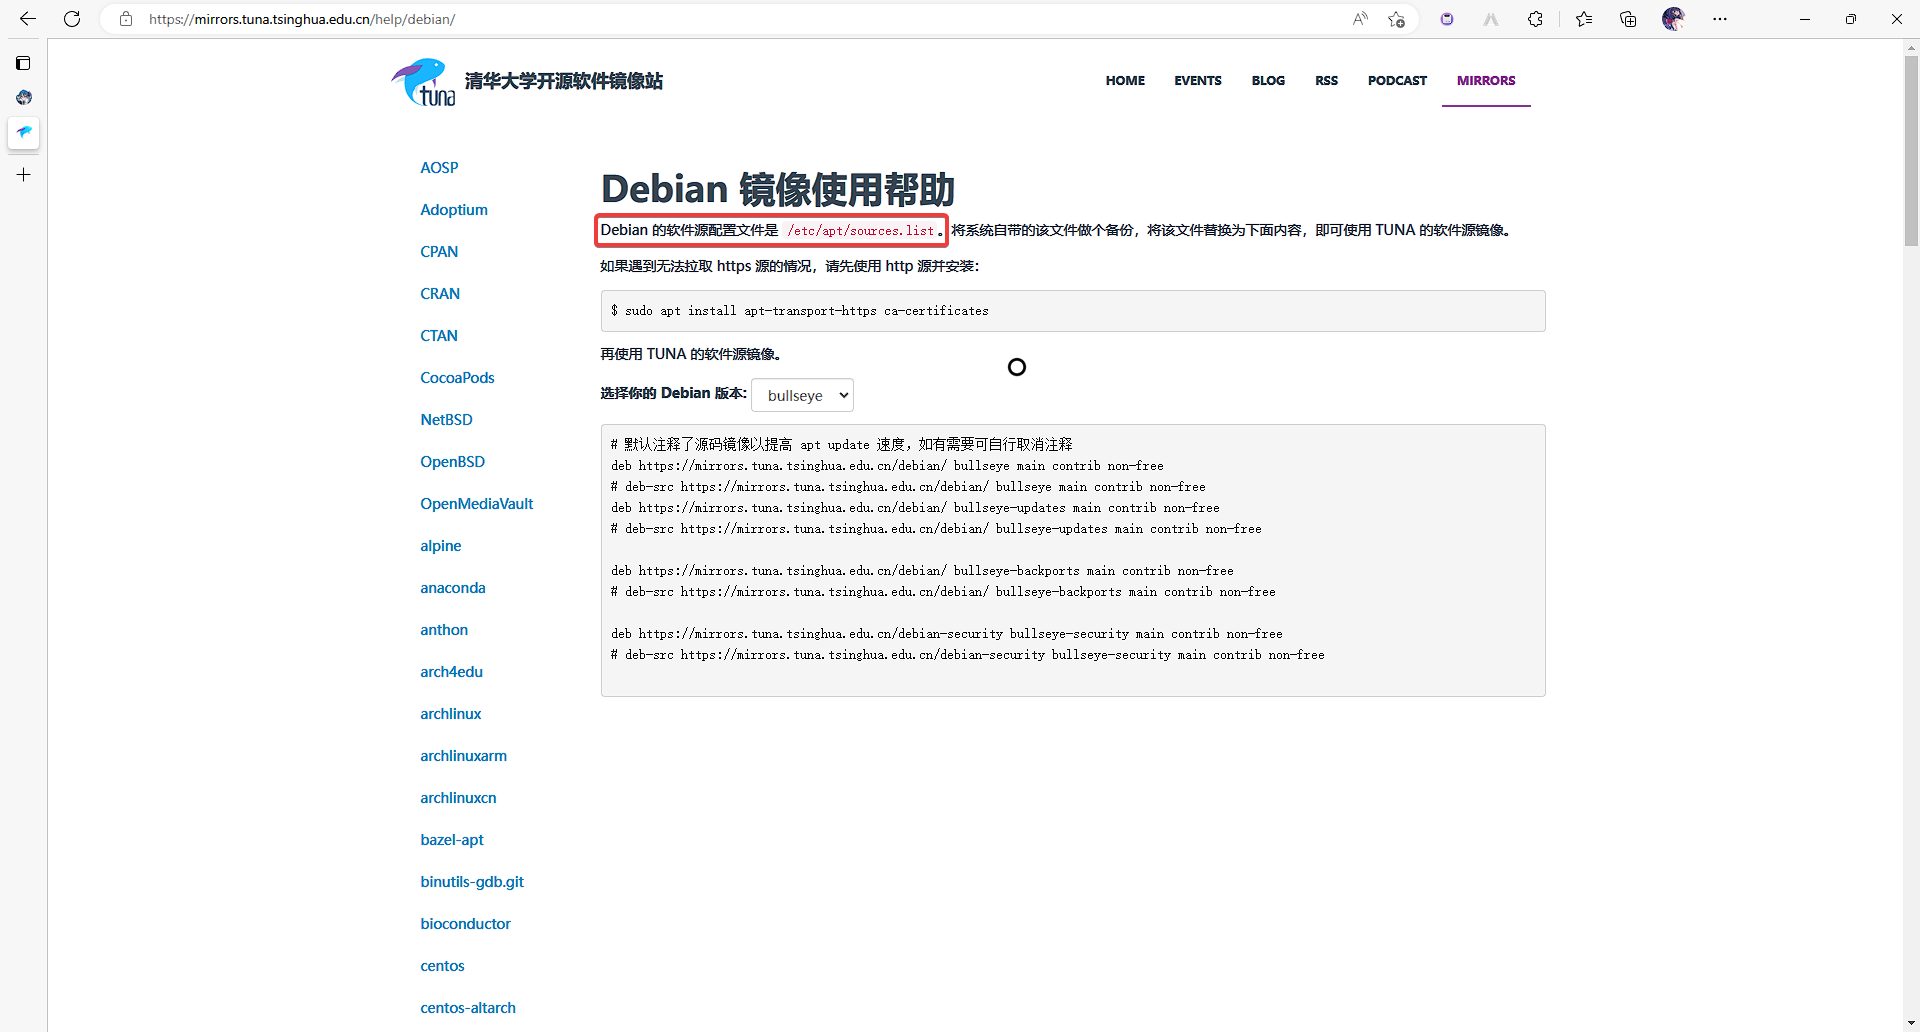 https://mirrors.tuna.tsinghua.edu.cn/help/debian/
tuna 清华大学开源软件镜像站
HOME EVENTS BLOG RSS PODCAST MIRRORS
AOSP
Adoptium
CPAN
CRAN
CTAN
CocoaPods
NetBSD
OpenBSD
OpenMediaVault
alpine
anaconda
anthon
arch4edu
archlinux
archlinuxarm
archlinuxcn
bazel-apt
binutils-gdb.git
bioconductor
centos
centos-altarch
Debian 镜像使用帮助
Debian 的软件源配置文件是 /etc/apt/sources.list。将系统自带的该文件做个备份，将该文件替换为下面内容，即可使用 TUNA 的软件源镜像。
如果遇到无法拉取 https 源的情况，请先使用 http 源并安装：
$ sudo apt install apt-transport-https ca-certificates
再使用 TUNA 的软件源镜像。
选择你的 Debian 版本: bullseye
# 默认注释了源码镜像以提高 apt update 速度，如有需要可自行取消注释
deb https://mirrors.tuna.tsinghua.edu.cn/debian/ bullseye main contrib non-free
# deb-src https://mirrors.tuna.tsinghua.edu.cn/debian/ bullseye main contrib non-free
deb https://mirrors.tuna.tsinghua.edu.cn/debian/ bullseye-updates main contrib non-free
# deb-src https://mirrors.tuna.tsinghua.edu.cn/debian/ bullseye-updates main contrib non-free
deb https://mirrors.tuna.tsinghua.edu.cn/debian/ bullseye-backports main contrib non-free
# deb-src https://mirrors.tuna.tsinghua.edu.cn/debian/ bullseye-backports main contrib non-free
deb https://mirrors.tuna.tsinghua.edu.cn/debian-security bullseye-security main contrib non-free
# deb-src https://mirrors.tuna.tsinghua.edu.cn/debian-security bullseye-security main contrib non-free